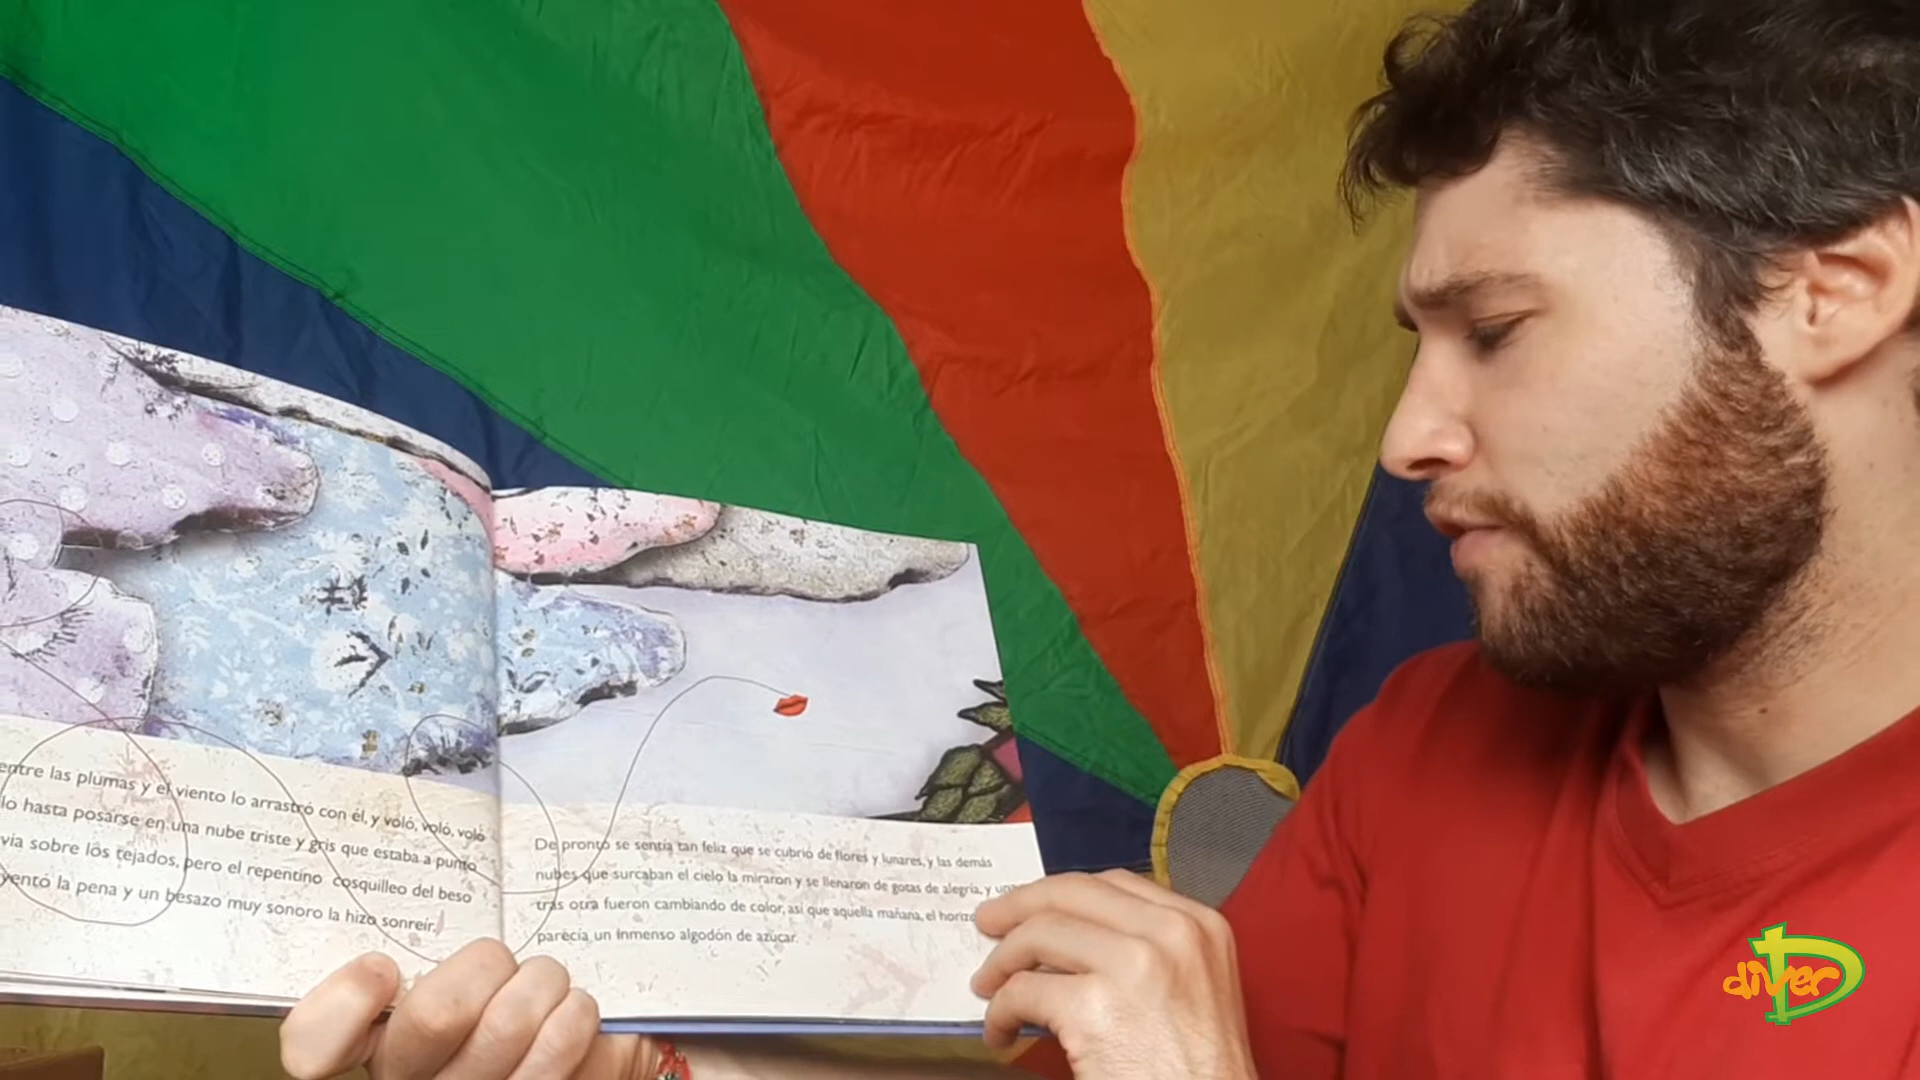 entre las plumas y el viento lo arrastró con él, y voló, voló, voló
lo hasta posarse en una nube triste y gris que estaba a punto
via sobre los tejados, pero el repentino cosquilleo del beso
yentó la pena y un besazo muy sonoro la hizo sonreír.
De pronto se sentía tan feliz que se cubrió de flores y lunares, y las demás
nubes que surcaban el cielo la miraron y se llenaron de gotas de alegría, y
tras otra fueron cambiando de color, así que aquella mañana, el
parecía un inmenso algodón de azúcar.
diver D